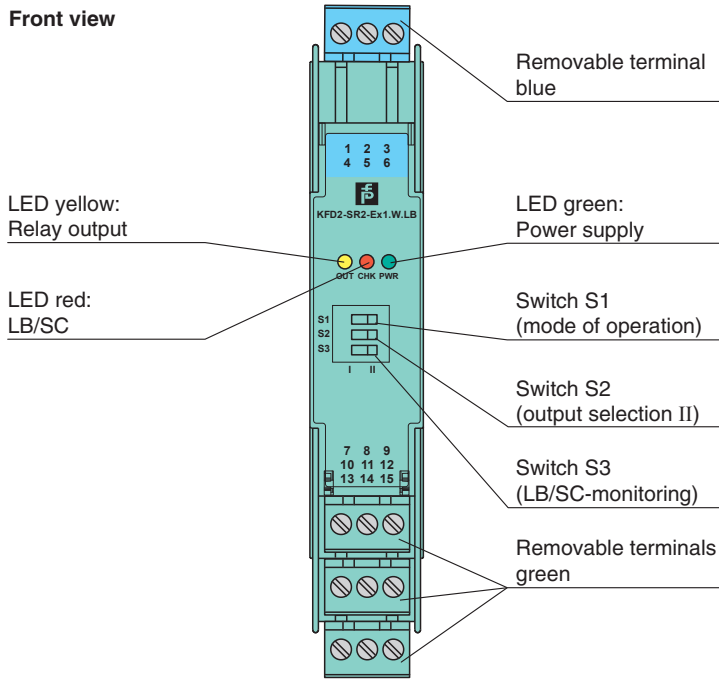 Front view
Removable terminal
blue
1 2 3
4 5 6
KFD2-SR2-Ex1.W.LB
LED yellow:
Relay output
LED green:
Power supply
OUT CHK PWR
LED red:
LB/SC
Switch S1
(mode of operation)
S1
S2
S3
I II
Switch S2
(output selection II)
Switch S3
(LB/SC-monitoring)
7 8 9
10 11 12
13 14 15
Removable terminals
green